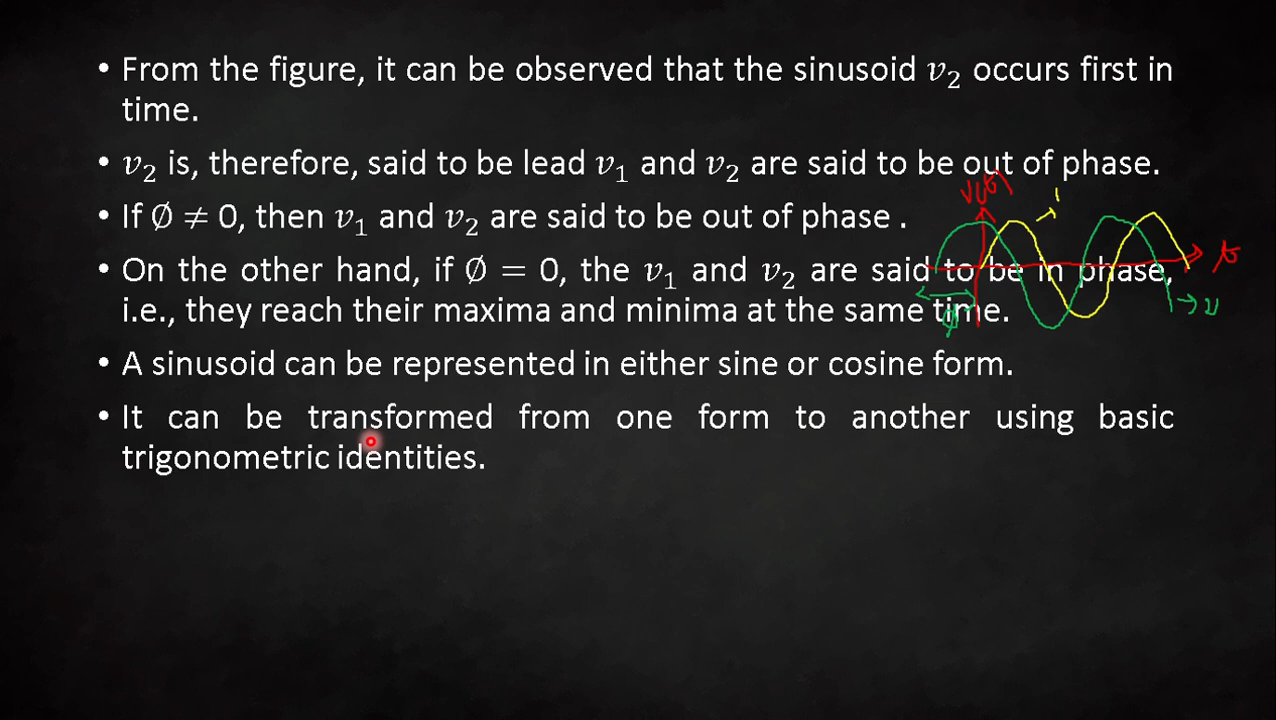 • From the figure, it can be observed that the sinusoid v₂ occurs first in
time.
• v₂ is, therefore, said to be lead v₁ and v₂ are said to be out of phase.
• If ∅ ≠ 0, then v₁ and v₂ are said to be out of phase .
• On the other hand, if ∅ = 0, the v₁ and v₂ are said to be in phase,
i.e., they reach their maxima and minima at the same time.
• A sinusoid can be represented in either sine or cosine form.
• It can be transformed from one form to another using basic
trigonometric identities.
v(t)
t